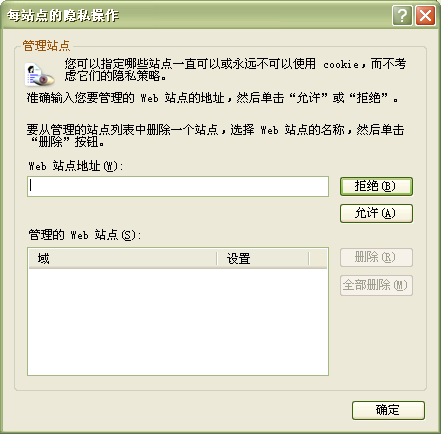 每站点的隐私操作
管理站点
您可以指定哪些站点一直可以或永远不可以使用 cookie，而不考
虑它们的隐私策略。
准确输入您要管理的 Web 站点的地址，然后单击“允许”或“拒绝”。
要从管理的站点列表中删除一个站点，选择 Web 站点的名称，然后单击
“删除”按钮。
Web 站点地址(W):
拒绝(B)
允许(A)
管理的 Web 站点(S):
域 设置
删除(R)
全部删除(M)
确定